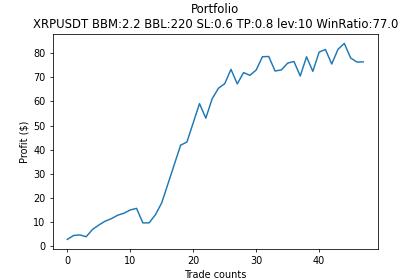 Portfolio
XRPUSDT BBM:2.2 BBL:220 SL:0.6 TP:0.8 lev:10 WinRatio:77.0
80
70
60
50
40
30
20
10
0
Profit ($)
0 10 20 30 40
Trade counts